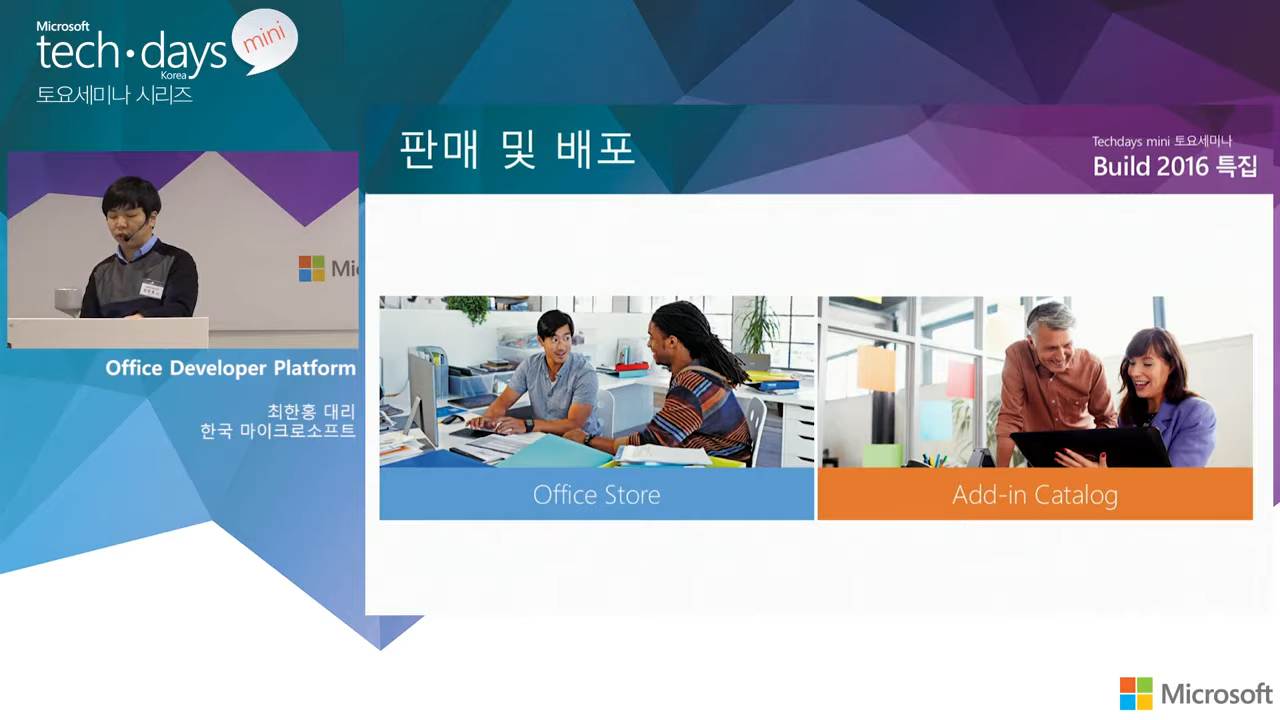 Microsoft
tech·days
mini
Korea
토요세미나 시리즈
판매 및 배포
Techdays mini 토요세미나
Build 2016 특집
Office Developer Platform
최한홍 대리
한국 마이크로소프트
Office Store
Add-in Catalog
Microsoft